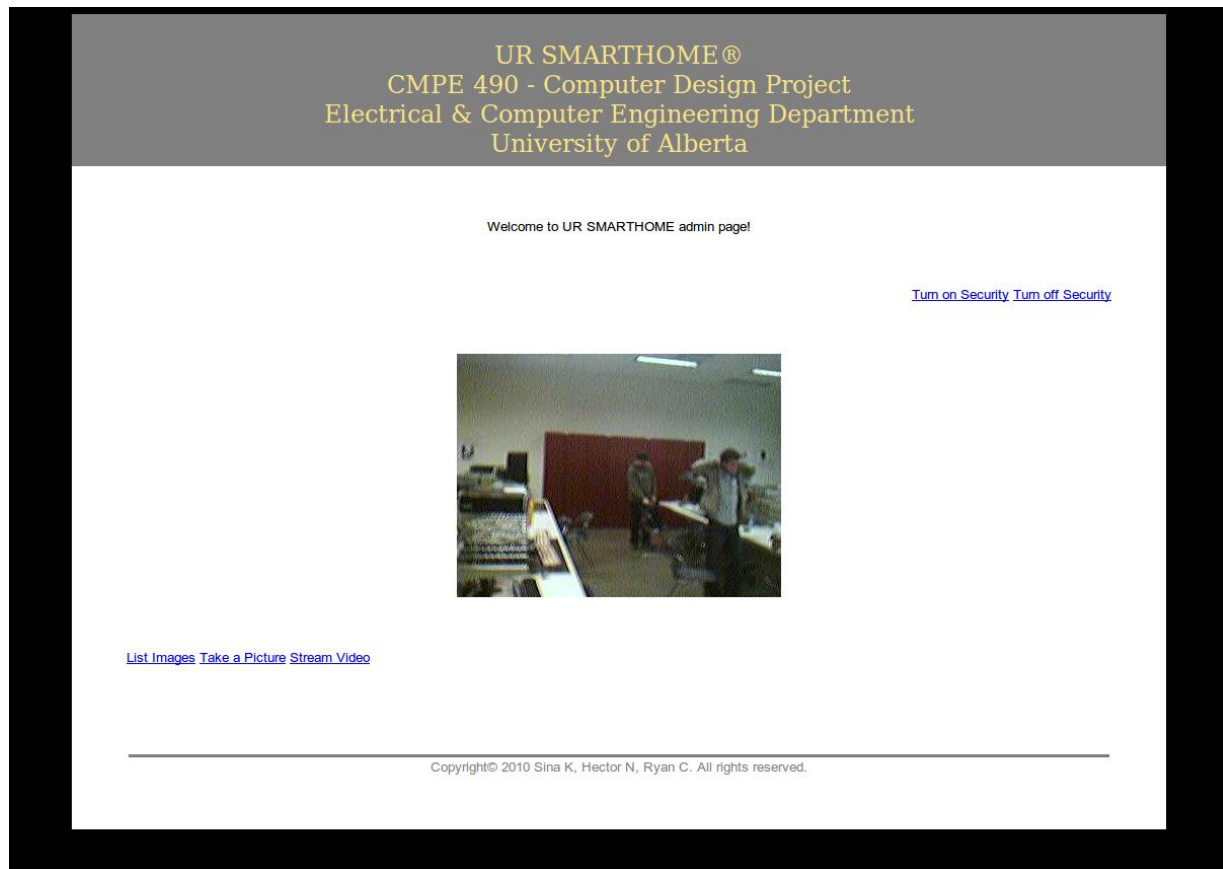 UR SMARTHOME®
CMPE 490 - Computer Design Project
Electrical & Computer Engineering Department
University of Alberta
Welcome to UR SMARTHOME admin page!
Turn on Security Turn off Security
List Images Take a Picture Stream Video
Copyright© 2010 Sina K, Hector N, Ryan C. All rights reserved.